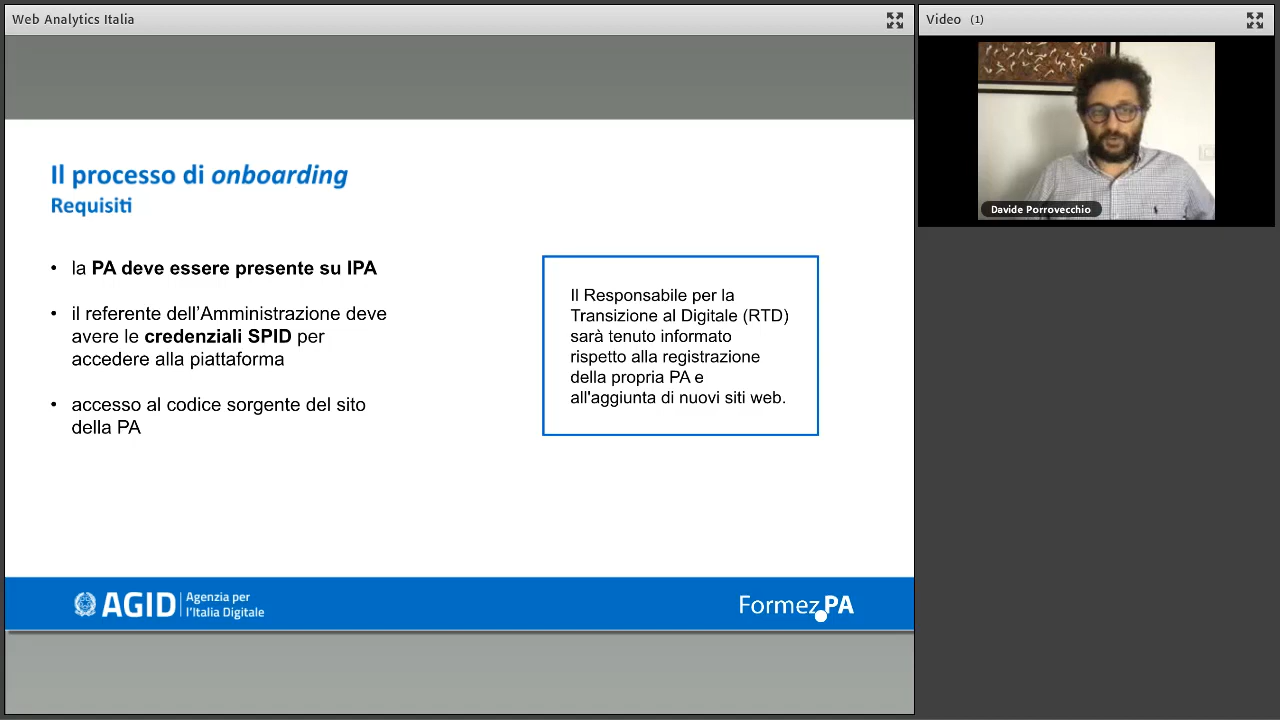 Web Analytics Italia
Video (1)
Davide Porrovecchio
Il processo di onboarding
Requisiti
• la PA deve essere presente su IPA
• il referente dell'Amministrazione deve
avere le credenziali SPID per
accedere alla piattaforma
• accesso al codice sorgente del sito
della PA
Il Responsabile per la
Transizione al Digitale (RTD)
sarà tenuto informato
rispetto alla registrazione
della propria PA e
all'aggiunta di nuovi siti web.
AGID
Agenzia per
l'Italia Digitale
Formez PA